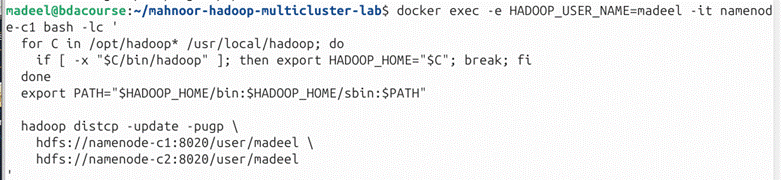 madeel@bdacourse:~/mahnoor-hadoop-multicluster-lab$ docker exec -e HADOOP_USER_NAME=madeel -it namenod
e-c1 bash -lc '
  for C in /opt/hadoop* /usr/local/hadoop; do
    if [ -x "$C/bin/hadoop" ]; then export HADOOP_HOME="$C"; break; fi
  done
  export PATH="$HADOOP_HOME/bin:$HADOOP_HOME/sbin:$PATH"

  hadoop distcp -update -pugp \
    hdfs://namenode-c1:8020/user/madeel \
    hdfs://namenode-c2:8020/user/madeel
'